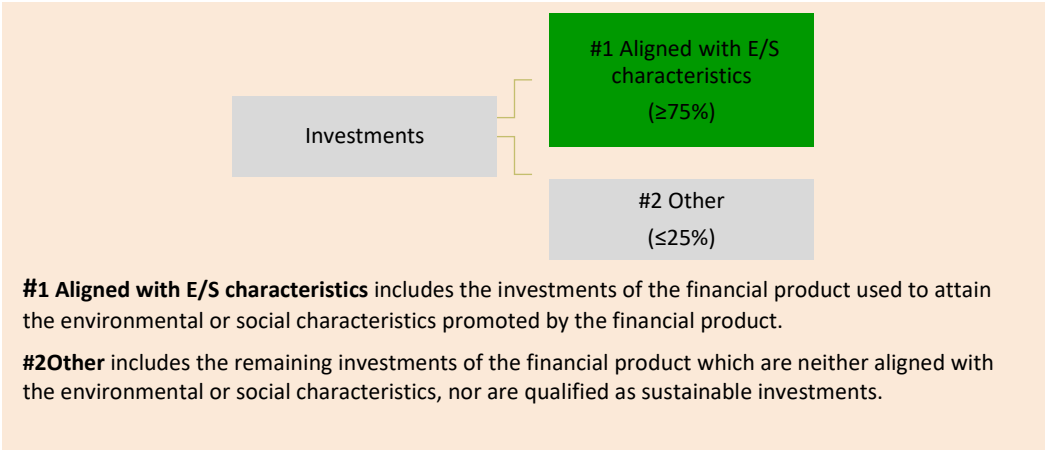 #1 Aligned with E/S
characteristics
(≥75%)
Investments
#2 Other
(≤25%)
#1 Aligned with E/S characteristics includes the investments of the financial product used to attain
the environmental or social characteristics promoted by the financial product.
#2Other includes the remaining investments of the financial product which are neither aligned with
the environmental or social characteristics, nor are qualified as sustainable investments.